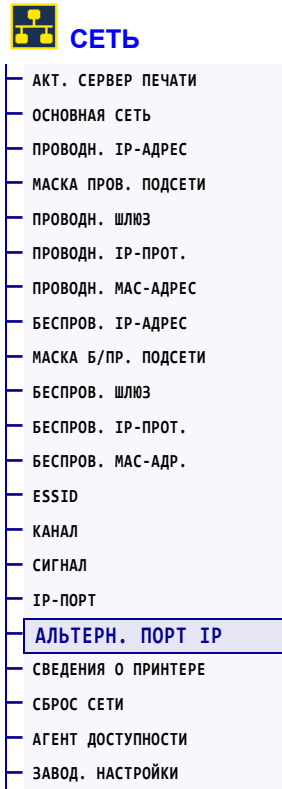 СЕТЬ
АКТ. СЕРВЕР ПЕЧАТИ
ОСНОВНАЯ СЕТЬ
ПРОВОДН. IP-АДРЕС
МАСКА ПРОВ. ПОДСЕТИ
ПРОВОДН. ШЛЮЗ
ПРОВОДН. IP-ПРОТ.
ПРОВОДН. MAC-АДРЕС
БЕСПРОВ. IP-АДРЕС
МАСКА Б/ПР. ПОДСЕТИ
БЕСПРОВ. ШЛЮЗ
БЕСПРОВ. IP-ПРОТ.
БЕСПРОВ. MAC-АДР.
ESSID
КАНАЛ
СИГНАЛ
IP-ПОРТ
АЛЬТЕРН. ПОРТ IP
СВЕДЕНИЯ О ПРИНТЕРЕ
СБРОС СЕТИ
АГЕНТ ДОСТУПНОСТИ
ЗАВОД. НАСТРОЙКИ